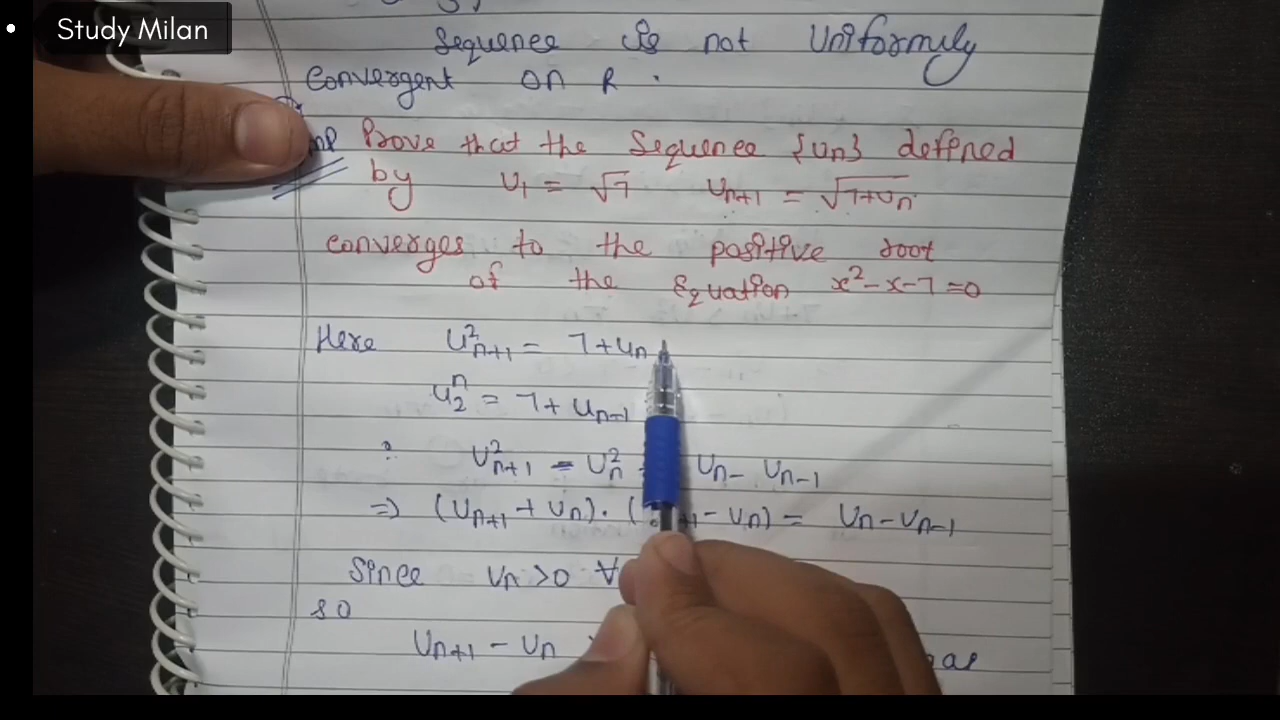 Study Milan
Sequence is not Uniformly
Convergent on R.
Prove that the Sequence {Un} defined
by U₁ = √7 Uₙ₊₁ = √7+Uₙ
converges to the positive root
of the Equation x² - x - 7 = 0
Here U²ₙ₊₁ = 7 + Uₙ
u₂ⁿ = 7 + Uₙ₋₁
∴ U²ₙ₊₁ - U²ₙ = Uₙ - Uₙ₋₁
⇒ (Uₙ₊₁ + Uₙ). ( - Uₙ) = Uₙ - Uₙ₋₁
Since Uₙ > 0 ∀
so
Uₙ₊₁ - Uₙ